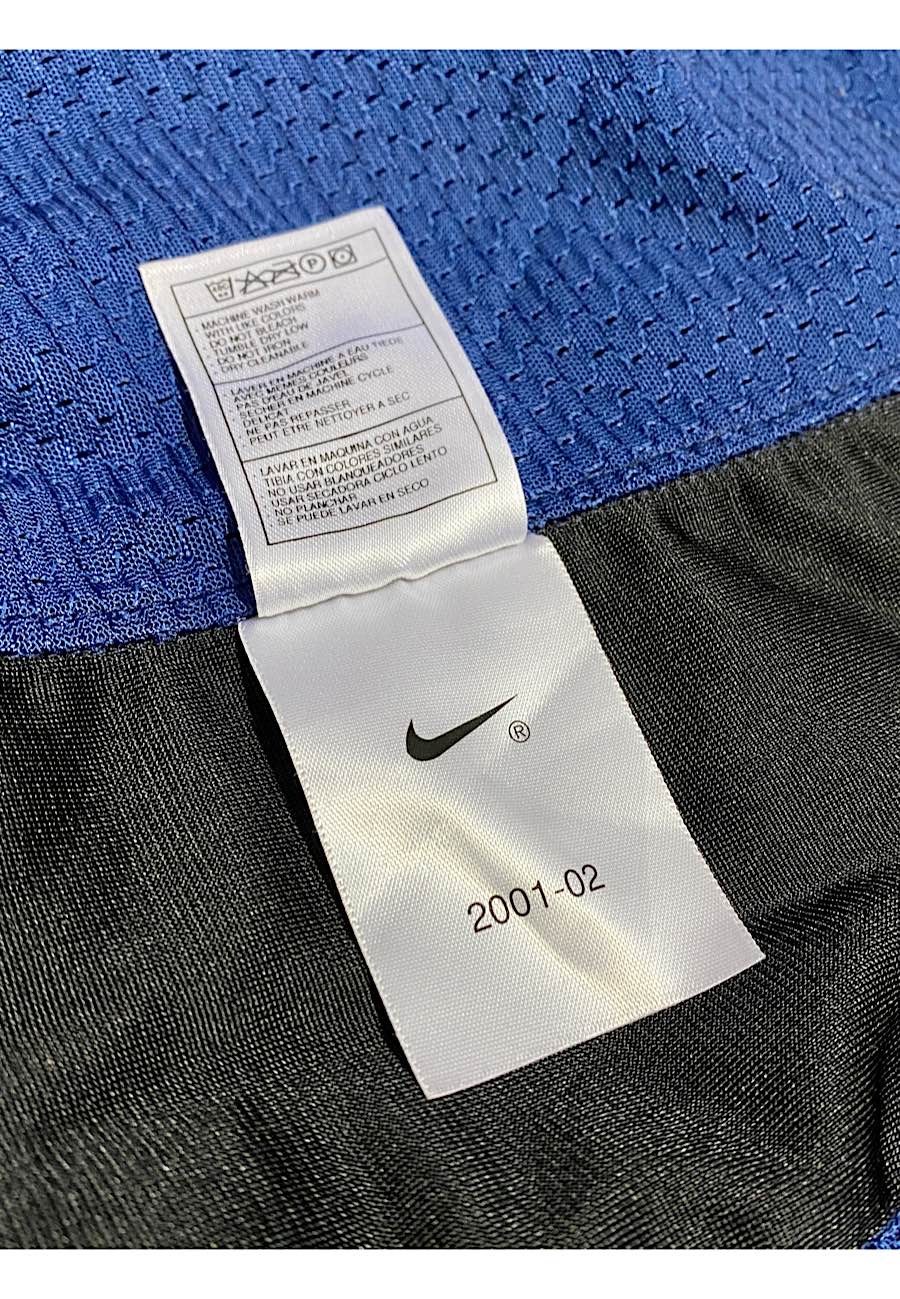 P
MACHINE WASH WARM
WITH LIKE COLORS
DO NOT BLEACH
TUMBLE DRY LOW
DO NOT IRON
DRY CLEANABLE
LAVER EN MACHINE A EAU TIEDE
AVEC MEMES COULEURS
PAS D'EAU DE JAVEL
SECHER EN MACHINE CYCLE
DELICAT
NE PAS REPASSER
PEUT ETRE NETTOYER A SEC
LAVAR EN MAQUINA CON AGUA
TIBIA CON COLORES SIMILARES
NO USAR BLANQUEADORES
USAR SECADORA CICLO LENTO
NO PLANCHAR
SE PUEDE LAVAR EN SECO
®
2001-02